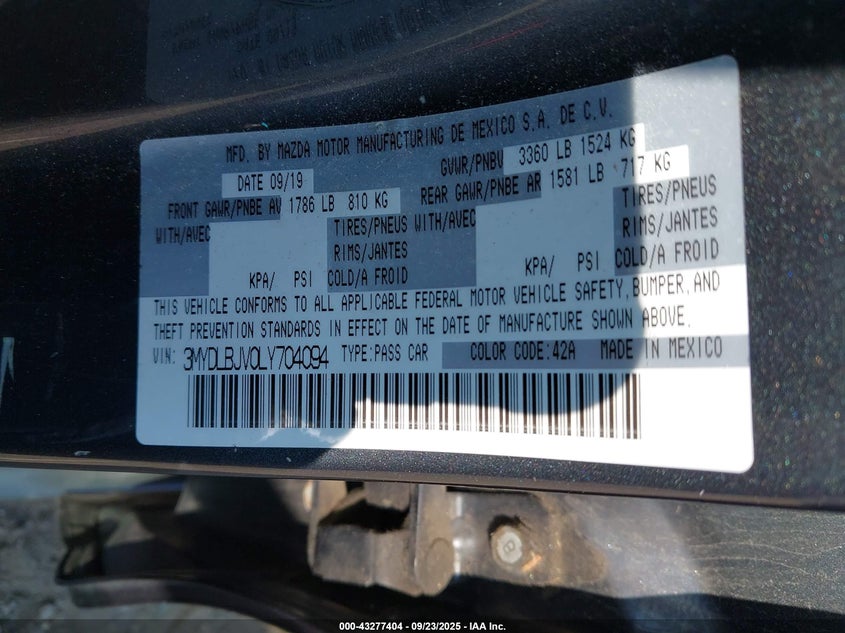 MFD. BY MAZDA MOTOR MANUFACTURING DE MEXICO S.A. DE C.V.
DATE 09/19 GVWR/PNBV 3360 LB 1524 KG
FRONT GAWR/PNBE AV 1786 LB 810 KG REAR GAWR/PNBE AR 1581 LB 717 KG
WITH/AVEC TIRES/PNEUS WITH/AVEC TIRES/PNEUS
RIMS/JANTES RIMS/JANTES
KPA/ PSI COLD/A FROID KPA/ PSI COLD/A FROID
THIS VEHICLE CONFORMS TO ALL APPLICABLE FEDERAL MOTOR VEHICLE SAFETY, BUMPER, AND
THEFT PREVENTION STANDARDS IN EFFECT ON THE DATE OF MANUFACTURE SHOWN ABOVE.
VIN: 3MYDLBJV0LY704094 TYPE:PASS CAR COLOR CODE:42A MADE IN MEXICO
000-43277404 - 09/23/2025 - IAA Inc.